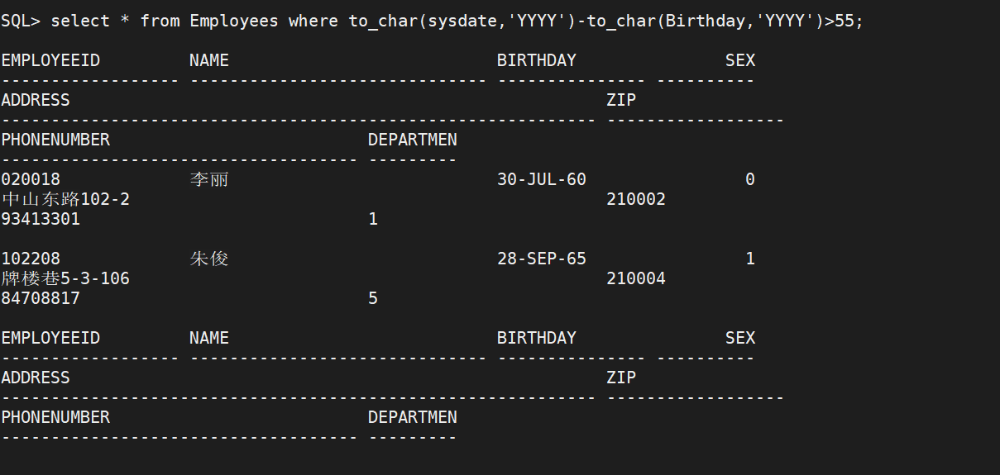 SQL> select * from Employees where to_char(sysdate,'YYYY')-to_char(Birthday,'YYYY')>55;
EMPLOYEEID         NAME                           BIRTHDAY               SEX
------------------ ------------------------------ --------------- ----------
ADDRESS                                                      ZIP
------------------------------------------------------------ ------------------
PHONENUMBER                          DEPARTMEN
------------------------------------ ---------
020018             李丽                           30-JUL-60                0
中山东路102-2                                                210002
93413301                             1
102208             朱俊                           28-SEP-65                1
牌楼巷5-3-106                                                210004
84708817                             5
EMPLOYEEID         NAME                           BIRTHDAY               SEX
------------------ ------------------------------ --------------- ----------
ADDRESS                                                      ZIP
------------------------------------------------------------ ------------------
PHONENUMBER                          DEPARTMEN
------------------------------------ ---------